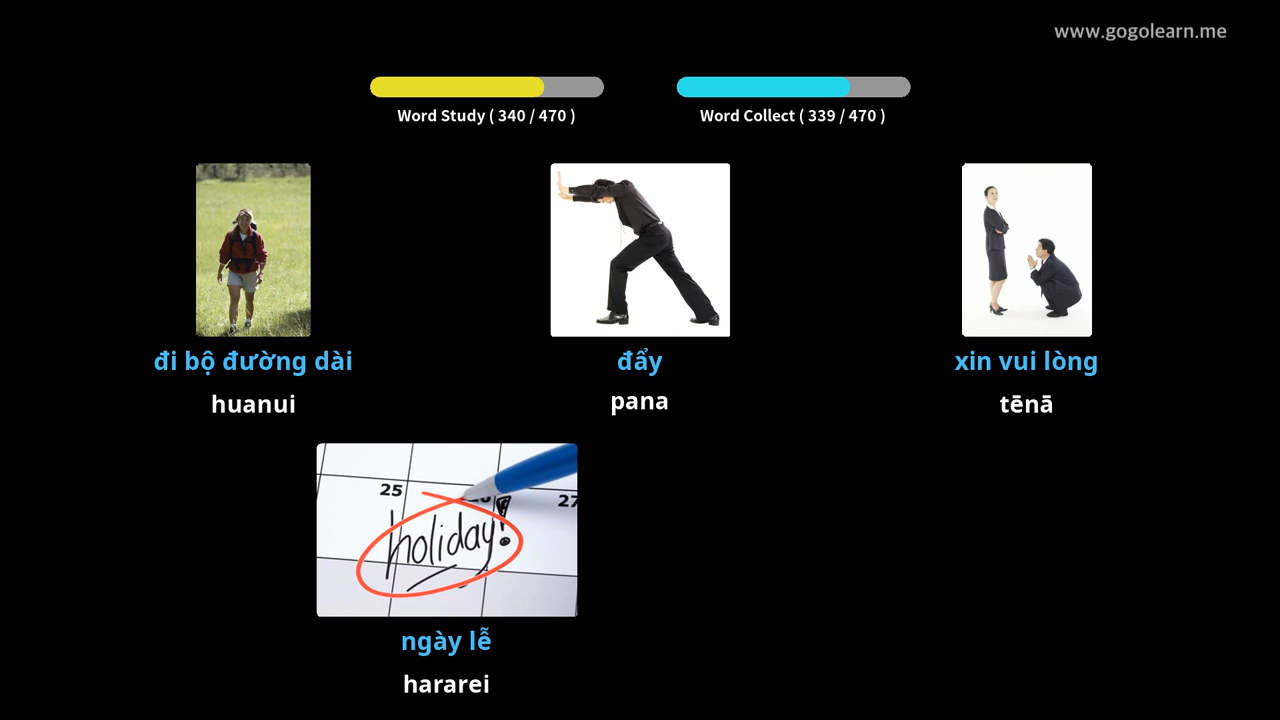 www.gogolearn.me
Word Study ( 340 / 470 )
Word Collect ( 339 / 470 )
đi bộ đường dài
huanui
đẩy
pana
xin vui lòng
tēnā
25
27
holiday!
ngày lễ
hararei